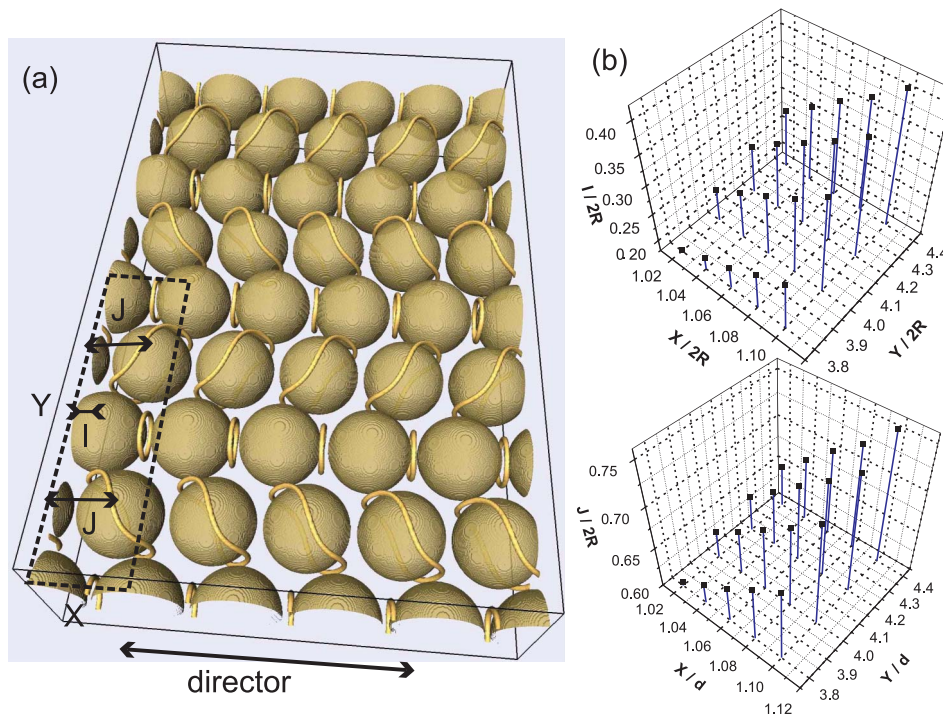 (a)
J
Y
I
J
X
director
(b)
0.40
0.35
0.30
0.25
0.20
I / 2R
1.02
1.04
1.06
1.08
1.10
X / 2R
3.8
3.9
4.0
4.1
4.2
4.3
4.4
Y / 2R
0.75
0.70
0.65
0.60
J / 2R
1.02
1.04
1.06
1.08
1.10
1.12
X / d
3.8
3.9
4.0
4.1
4.2
4.3
4.4
Y / d